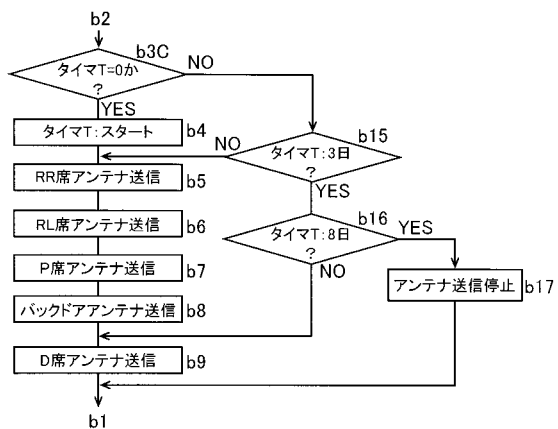 b2
b3C
タイマT=0か
?
NO
YES
タイマT:スタート
b4
NO
b15
タイマT:3日
?
RR席アンテナ送信
b5
YES
RL席アンテナ送信
b6
b16
タイマT:8日
?
YES
P席アンテナ送信
b7
NO
アンテナ送信停止
b17
バックドアアンテナ送信
b8
D席アンテナ送信
b9
b1